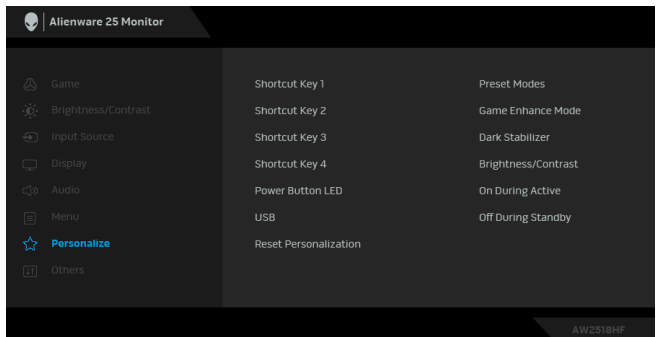 Alienware 25 Monitor
Game
Shortcut Key 1 Preset Modes
Brightness/Contrast
Shortcut Key 2 Game Enhance Mode
Input Source
Shortcut Key 3 Dark Stabilizer
Display
Shortcut Key 4 Brightness/Contrast
Audio
Power Button LED On During Active
Menu
USB Off During Standby
Personalize
Reset Personalization
Others
AW2518HF